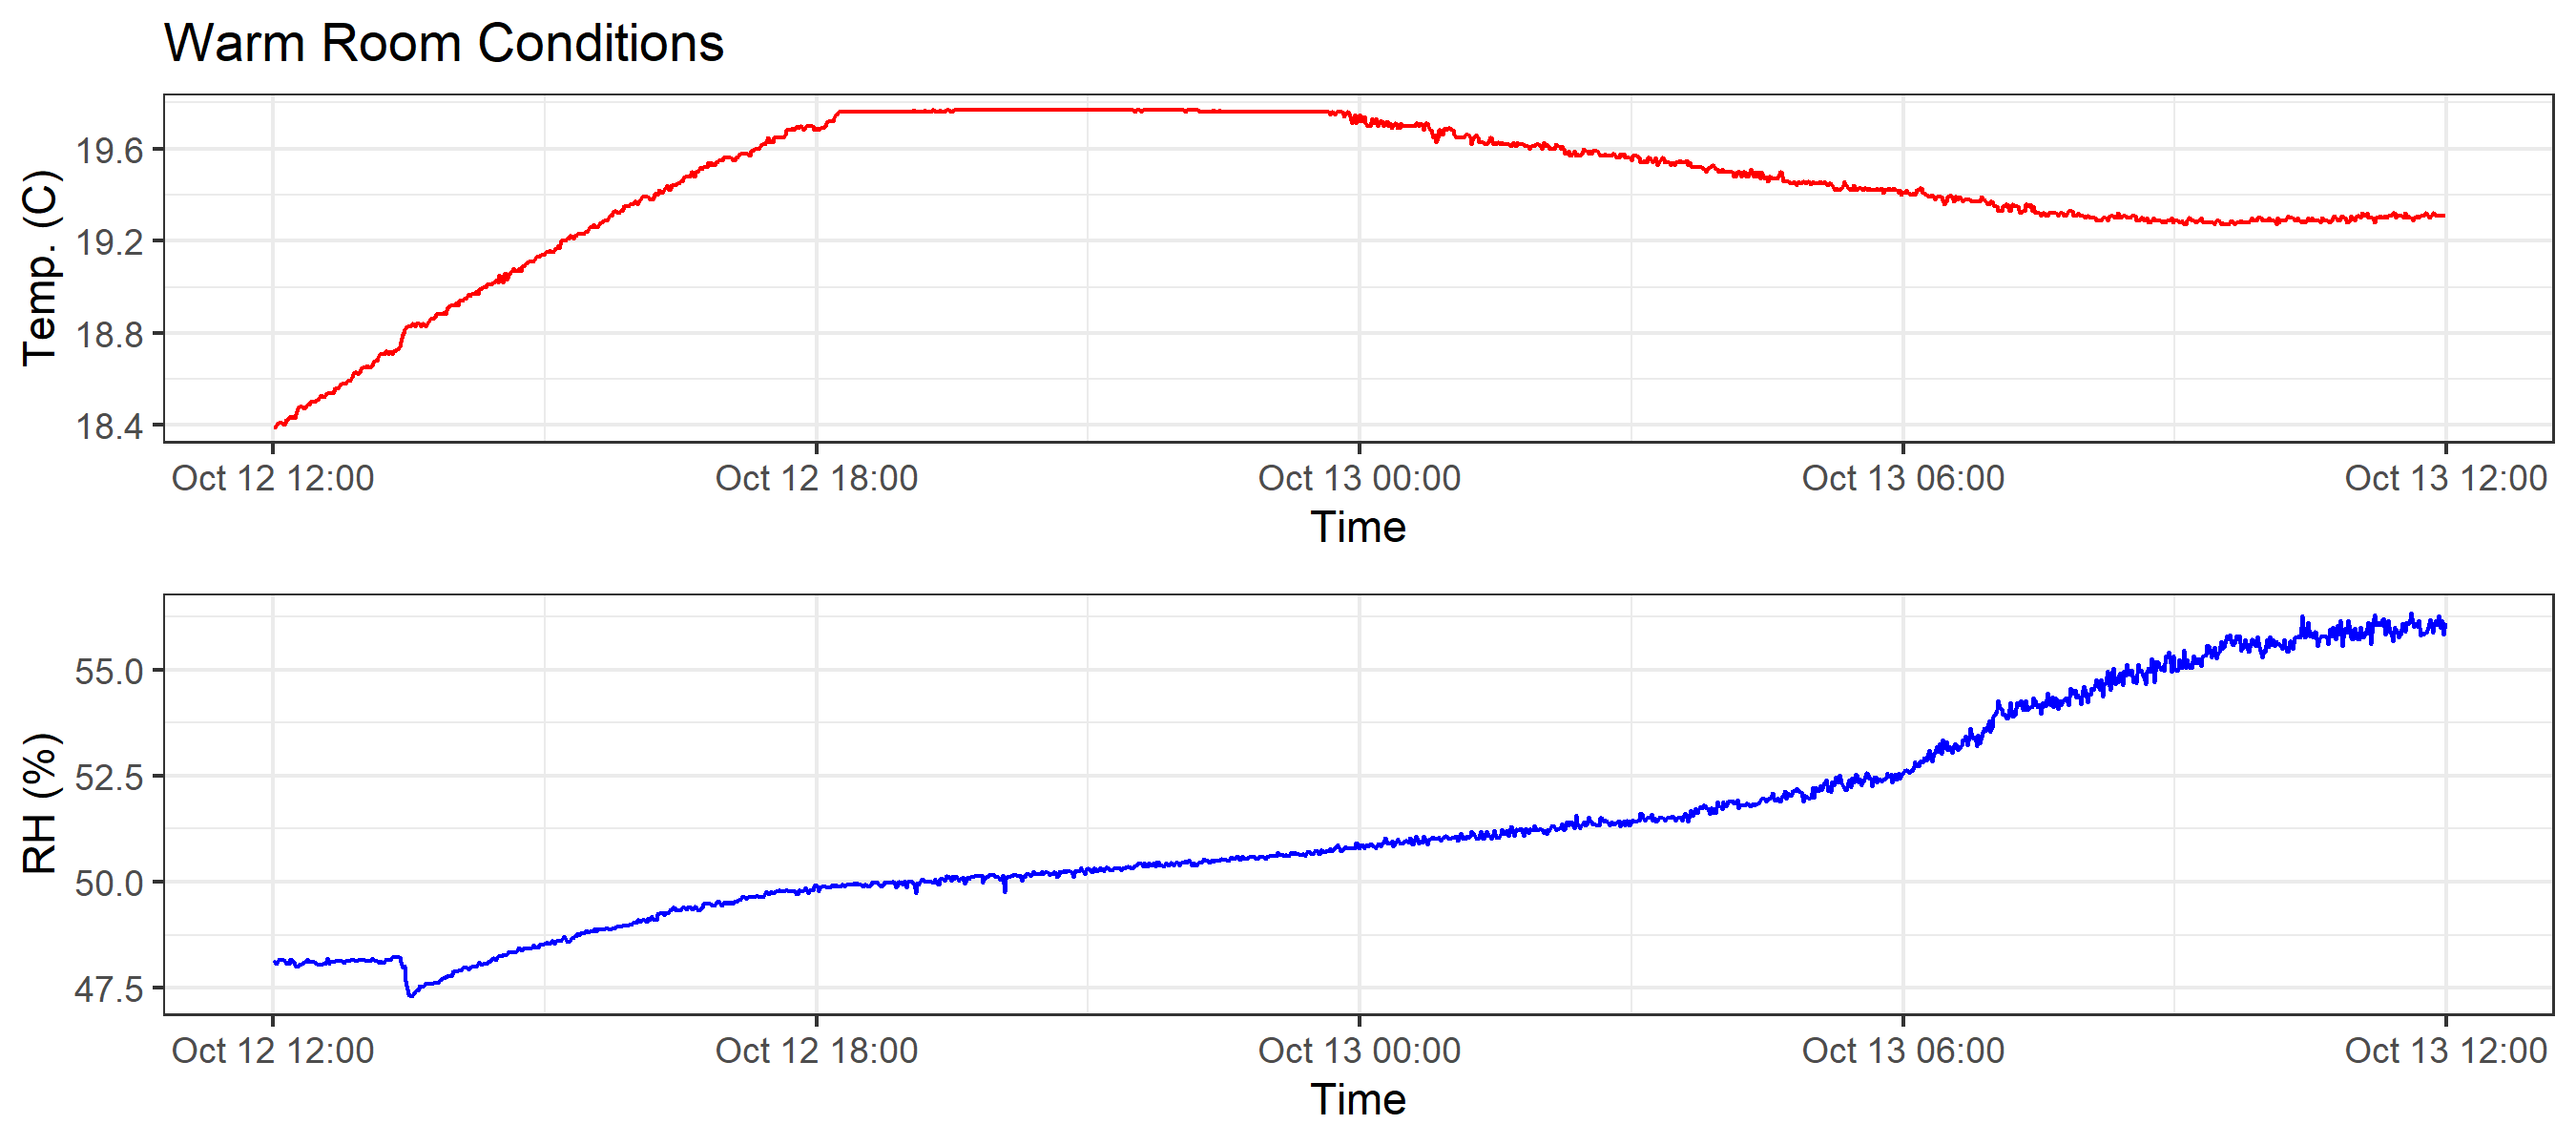 Warm Room Conditions
Temp. (C)
19.6
19.2
18.8
18.4
Oct 12 12:00 Oct 12 18:00 Oct 13 00:00 Oct 13 06:00 Oct 13 12:00
Time
RH (%)
55.0
52.5
50.0
47.5
Oct 12 12:00 Oct 12 18:00 Oct 13 00:00 Oct 13 06:00 Oct 13 12:00
Time